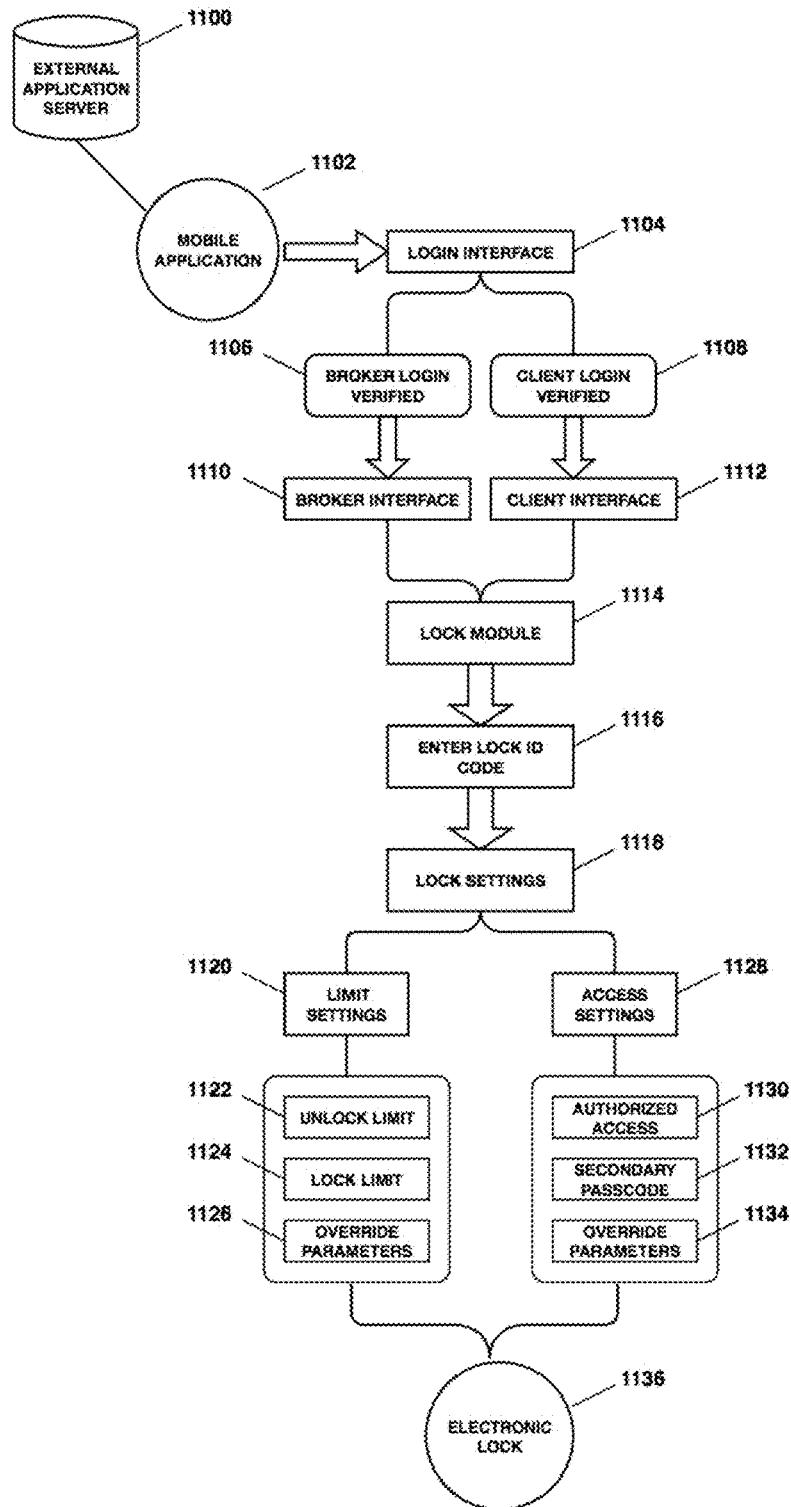 1100
EXTERNAL
APPLICATION
SERVER
1102
MOBILE
APPLICATION
1104
LOGIN INTERFACE
1106
BROKER LOGIN
VERIFIED
1108
CLIENT LOGIN
VERIFIED
1110
BROKER INTERFACE
CLIENT INTERFACE
1112
1114
LOCK MODULE
1116
ENTER LOCK ID
CODE
1118
LOCK SETTINGS
1120
LIMIT
SETTINGS
1128
ACCESS
SETTINGS
1122
UNLOCK LIMIT
1124
LOCK LIMIT
1126
OVERRIDE
PARAMETERS
1130
AUTHORIZED
ACCESS
1132
SECONDARY
PASSCODE
1134
OVERRIDE
PARAMETERS
1136
ELECTRONIC
LOCK